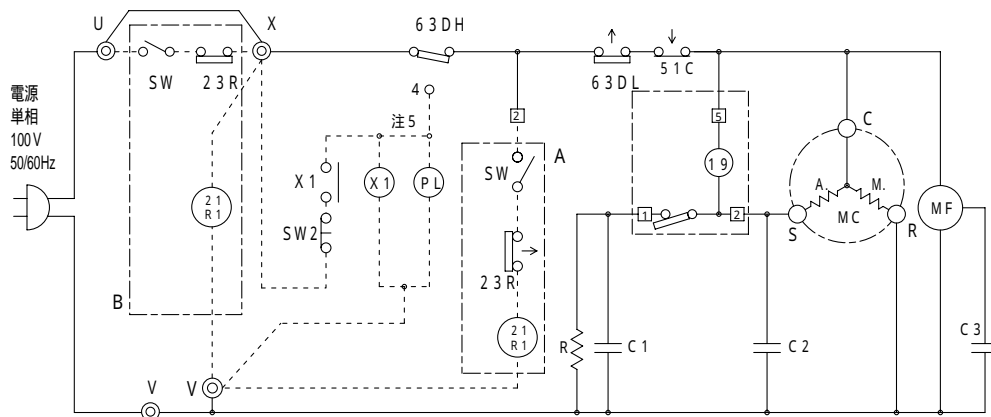 U
X
63DH
SW
23R
63DL
51C
電源
単相
100V
50/60Hz
4
注5
2
A
5
C
X1
X1
PL
SW
19
A.
M.
MC
MF
21
R1
SW2
1
2
S
R
23R
B
21
R1
R
C1
C2
C3
V
V